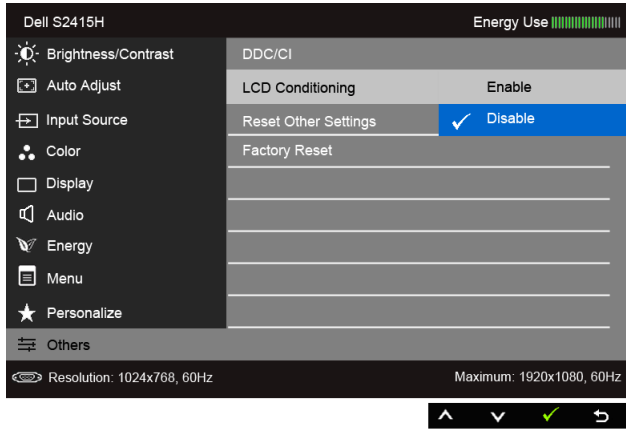 Dell S2415H
Energy Use
Brightness/Contrast
Auto Adjust
Input Source
Color
Display
Audio
Energy
Menu
Personalize
Others
DDC/CI
LCD Conditioning
Reset Other Settings
Factory Reset
Enable
Disable
Resolution: 1024x768, 60Hz
Maximum: 1920x1080, 60Hz